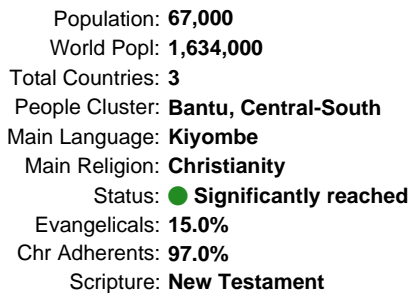 Population: 67,000
World Popl: 1,634,000
Total Countries: 3
People Cluster: Bantu, Central-South
Main Language: Kiyombe
Main Religion: Christianity
Status: Significantly reached
Evangelicals: 15.0%
Chr Adherents: 97.0%
Scripture: New Testament